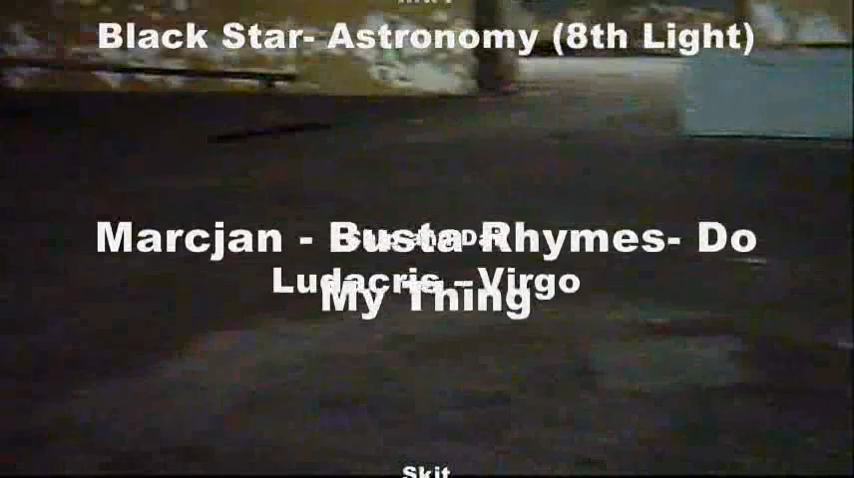 Black Star- Astronomy (8th Light)
Marcjan - Busta Rhymes- Do
My Thing
Ludacris - Virgo
Skit